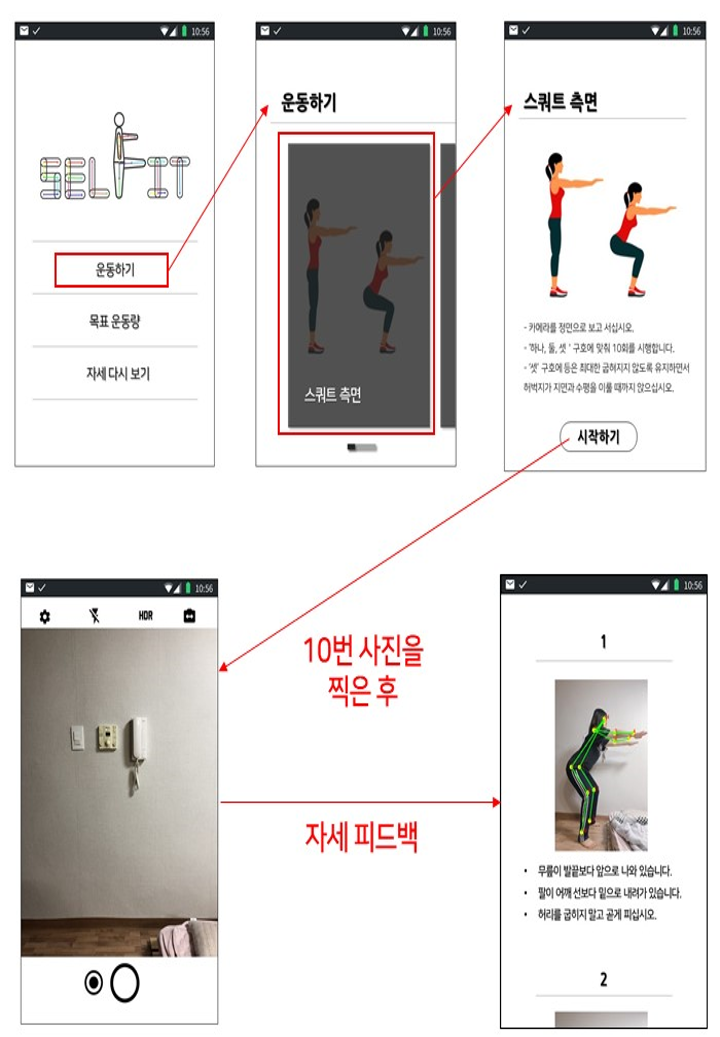 10:56
SELFIT
운동하기
목표 운동량
자세 다시 보기
10:56
운동하기
스쿼트 측면
10:56
스쿼트 측면
- 카메라를 정면으로 보고 서십시오.
- '하나, 둘, 셋 ' 구호에 맞춰 10회를 시행합니다.
- '셋' 구호에 등은 최대한 굽혀지지 않도록 유지하면서
허벅지가 지면과 수평을 이룰 때까지 앉으십시오.
시작하기
10:56
HDR
10번 사진을
찍은 후
자세 피드백
10:56
1
• 무릎이 발끝보다 앞으로 나와 있습니다.
• 팔이 어깨 선보다 밑으로 내려가 있습니다.
• 허리를 굽히지 말고 곧게 피십시오.
2